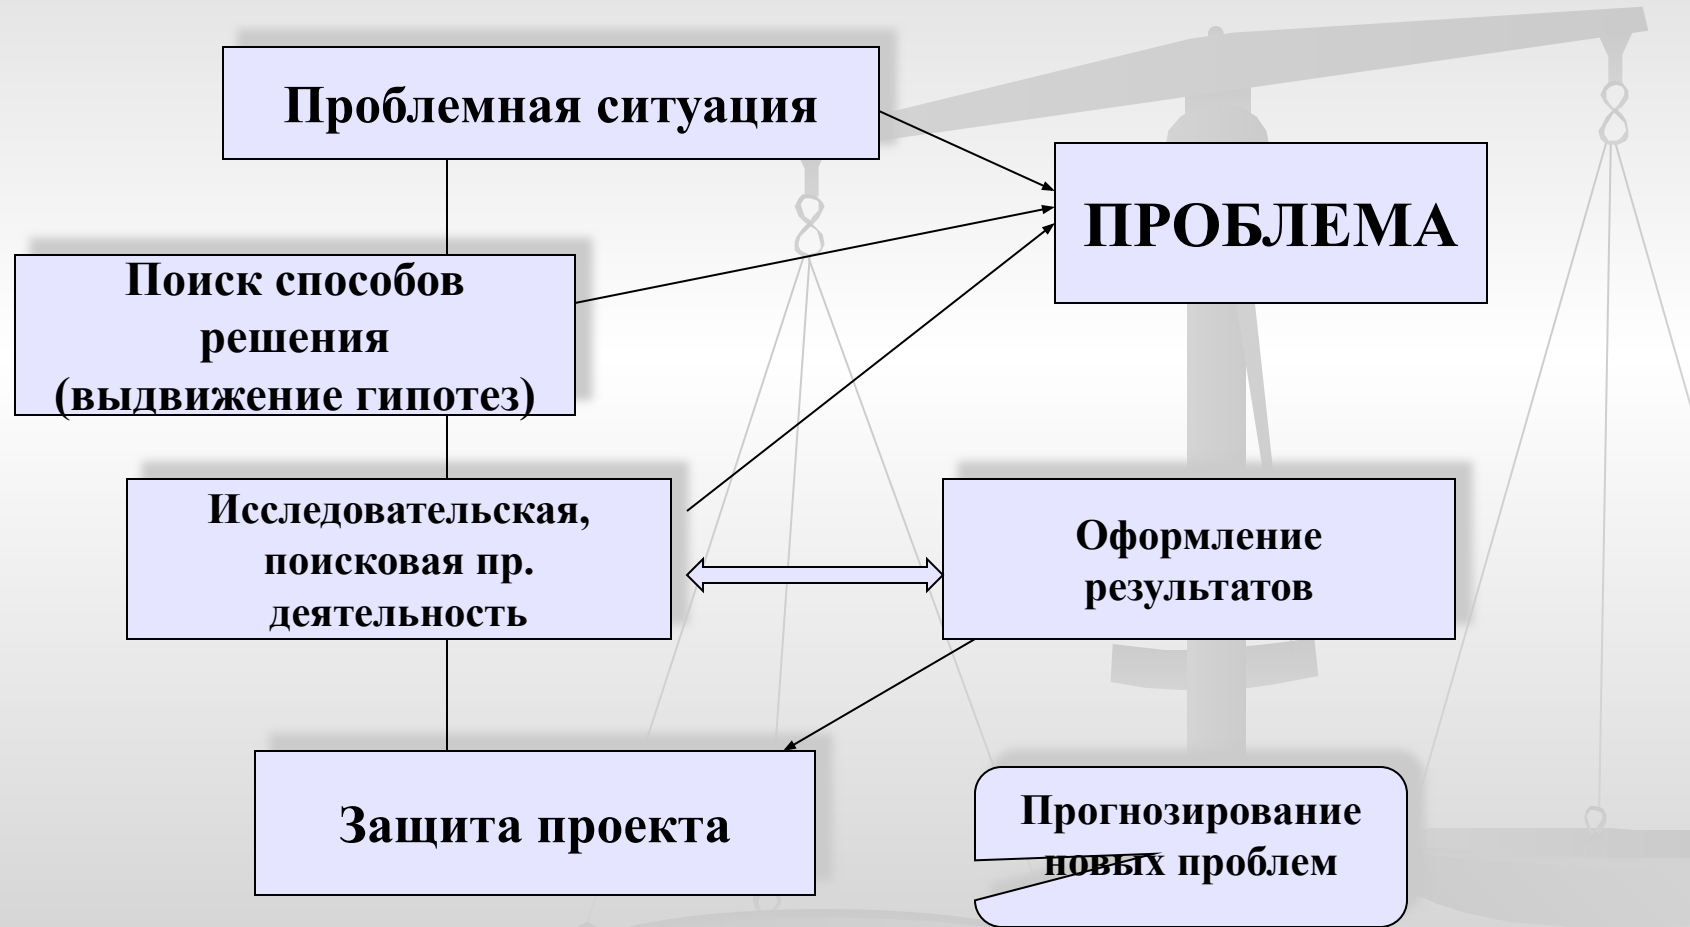 Проблемная ситуация
ПРОБЛЕМА
Поиск способов
решения
(выдвижение гипотез)
Исследовательская,
поисковая пр.
деятельность
Оформление
результатов
Защита проекта
Прогнозирование
новых проблем